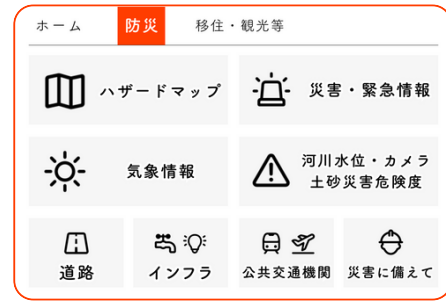 ホーム 防災 移住・観光等
ハザードマップ 災害・緊急情報
気象情報 河川水位・カメラ
土砂災害危険度
道路 インフラ 公共交通機関 災害に備えて